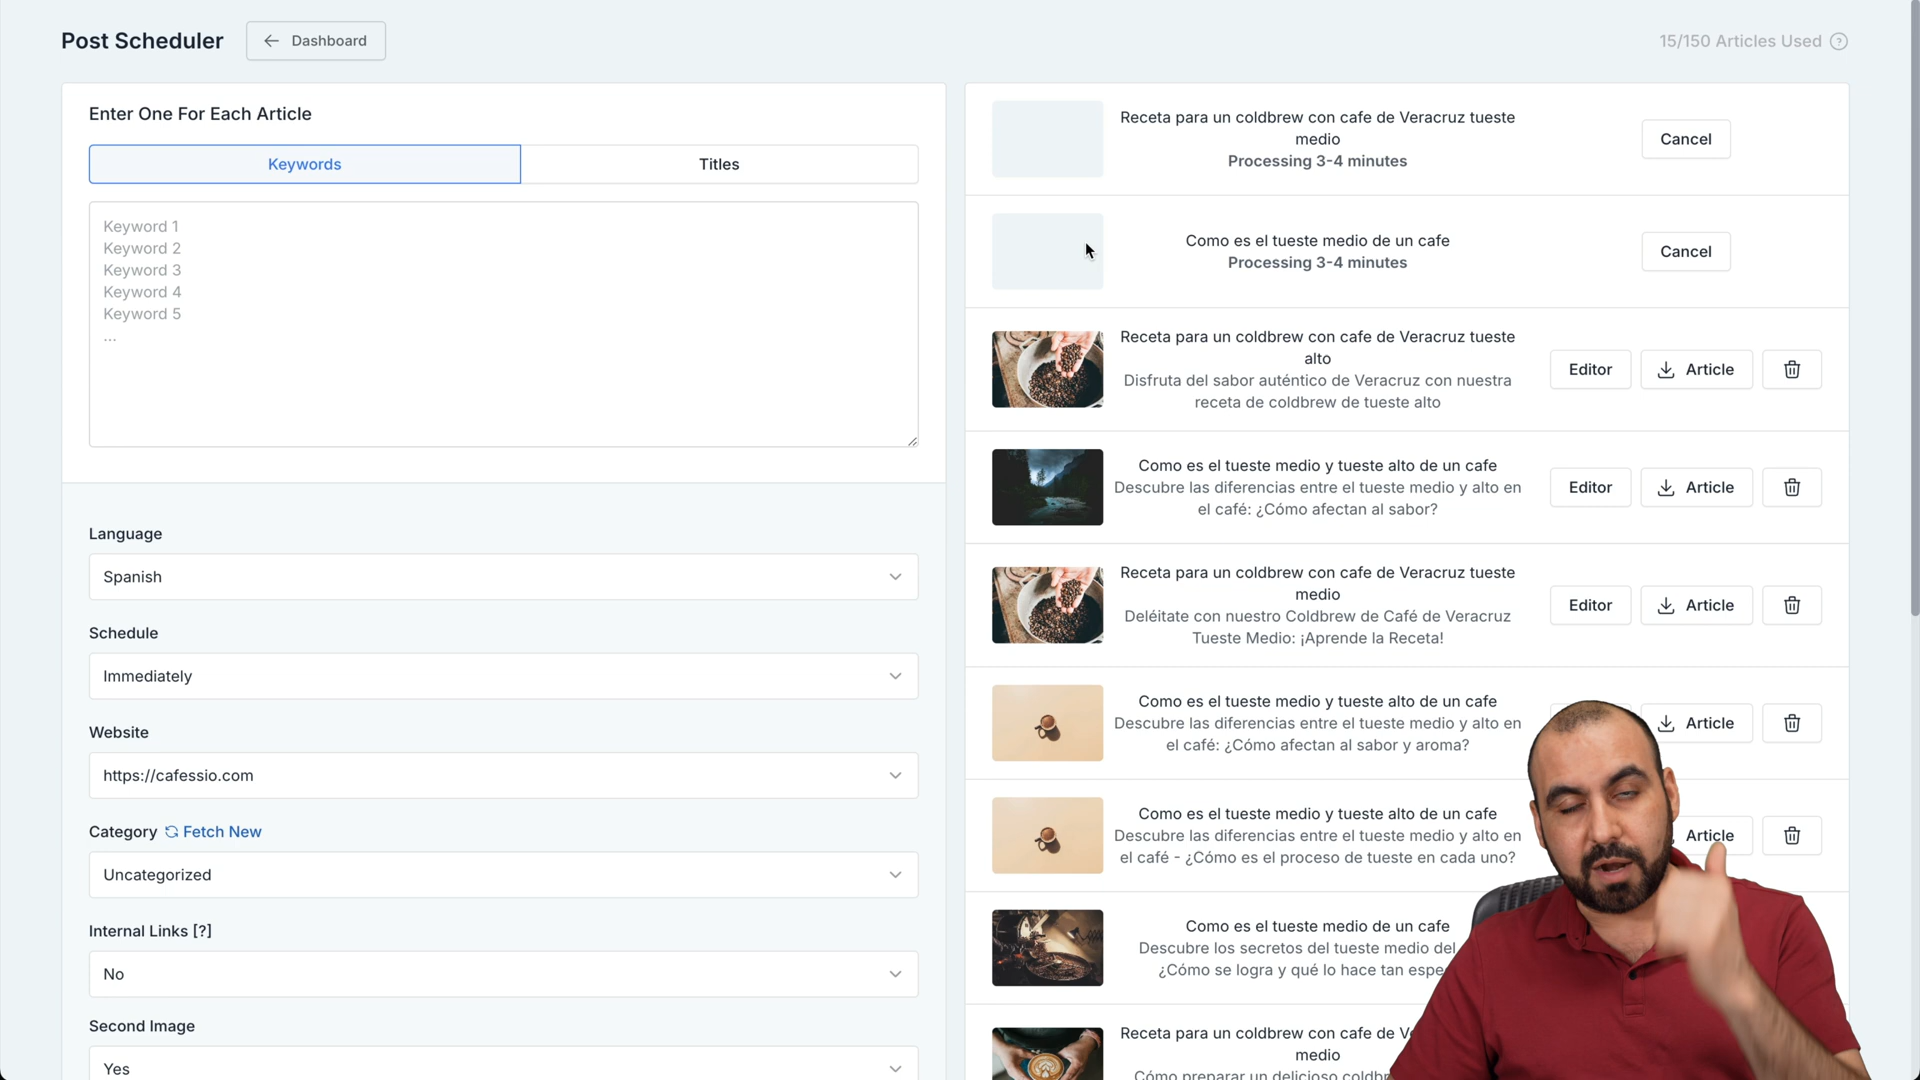 Post Scheduler
Dashboard
15/150 Articles Used
Enter One For Each Article
Keywords
Titles
Keyword 1
Keyword 2
Keyword 3
Keyword 4
Keyword 5
...
Language
Spanish
Schedule
Immediately
Website
https://cafessio.com
Category Fetch New
Uncategorized
Internal Links [?]
No
Second Image
Yes
Receta para un coldbrew con cafe de Veracruz tueste
medio
Processing 3-4 minutes
Cancel
Como es el tueste medio de un cafe
Processing 3-4 minutes
Cancel
Receta para un coldbrew con cafe de Veracruz tueste
alto
Disfruta del sabor auténtico de Veracruz con nuestra
receta de coldbrew de tueste alto
Editor
Article
Como es el tueste medio y tueste alto de un cafe
Descubre las diferencias entre el tueste medio y alto en
el café: ¿Cómo afectan al sabor?
Editor
Article
Receta para un coldbrew con cafe de Veracruz tueste
medio
Deléitate con nuestro Coldbrew de Café de Veracruz
Tueste Medio: ¡Aprende la Receta!
Editor
Article
Como es el tueste medio y tueste alto de un cafe
Descubre las diferencias entre el tueste medio y alto en
el café: ¿Cómo afectan al sabor y aroma?
Article
Como es el tueste medio y tueste alto de un cafe
Descubre las diferencias entre el tueste medio y alto en
el café - ¿Cómo es el proceso de tueste en cada uno?
Article
Como es el tueste medio de un cafe
Descubre los secretos del tueste medio del
¿Cómo se logra y qué lo hace tan
Receta para un coldbrew con cafe de
medio
Cómo preparar un delicioso